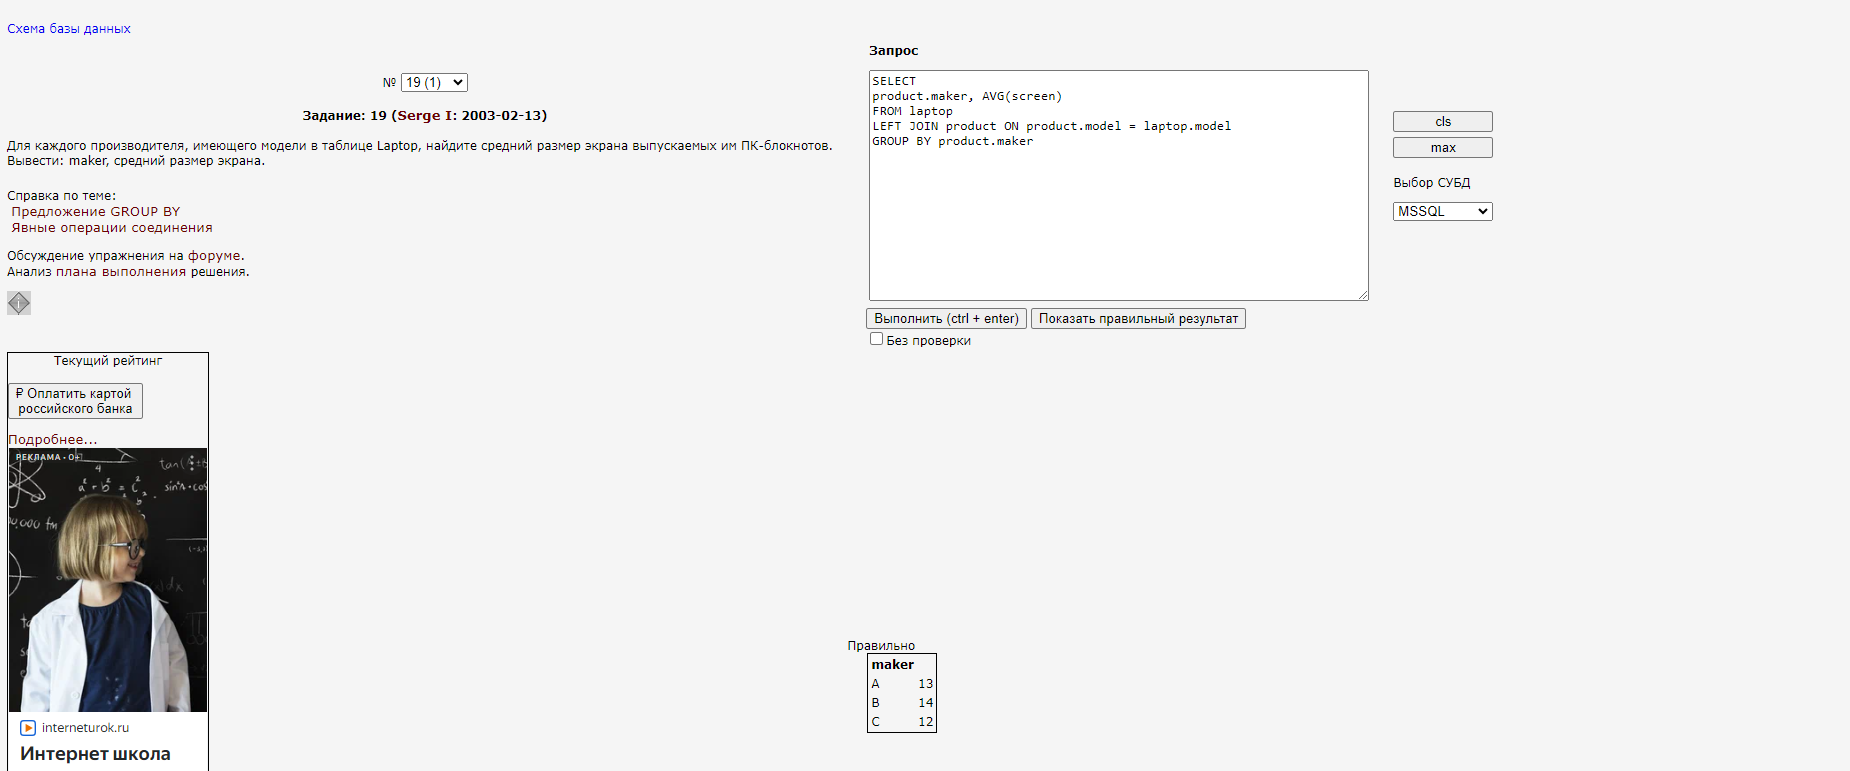 Схема базы данных
№ 19 (1)
Задание: 19 (Serge I: 2003-02-13)
Для каждого производителя, имеющего модели в таблице Laptop, найдите средний размер экрана выпускаемых им ПК-блокнотов.
Вывести: maker, средний размер экрана.
Справка по теме:
Предложение GROUP BY
Явные операции соединения
Обсуждение упражнения на форуме.
Анализ плана выполнения решения.
Текущий рейтинг
₽ Оплатить картой
российского банка
Подробнее...
РЕКЛАМА • 0+
interneturok.ru
Интернет школа
Запрос
SELECT
product.maker, AVG(screen)
FROM laptop
LEFT JOIN product ON product.model = laptop.model
GROUP BY product.maker
cls
max
Выбор СУБД
MSSQL
Выполнить (ctrl + enter) Показать правильный результат
Без проверки
Правильно
maker
A 13
B 14
C 12